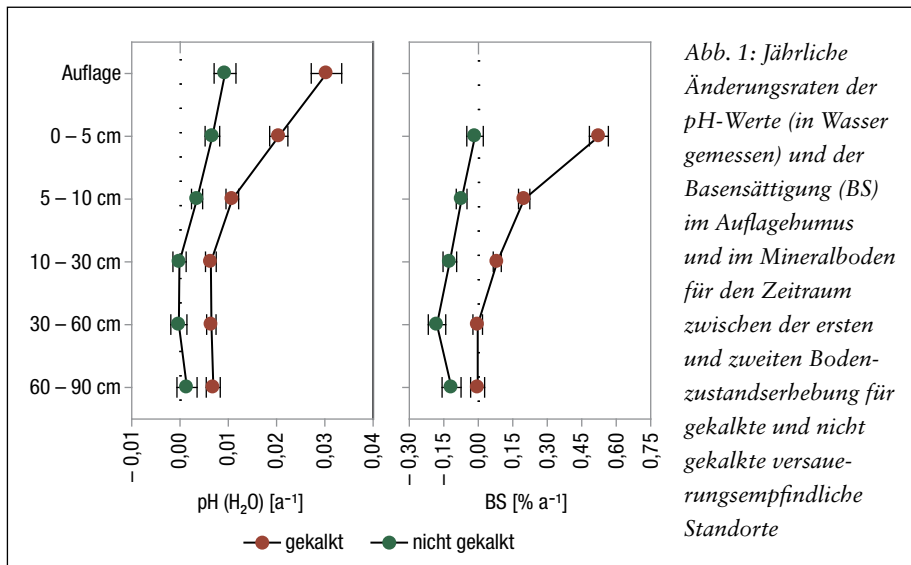 Auflage
0 – 5 cm
5 – 10 cm
10 – 30 cm
30 – 60 cm
60 – 90 cm
– 0,01
0,00
0,01
0,02
0,03
0,04
pH (H₂O) [a⁻¹]
– 0,30
– 0,15
0,00
0,15
0,30
0,45
0,60
0,75
BS [% a⁻¹]
gekalkt
nicht gekalkt
Abb. 1: Jährliche
Änderungsraten der
pH-Werte (in Wasser
gemessen) und der
Basensättigung (BS)
im Auflagehumus
und im Mineralboden
für den Zeitraum
zwischen der ersten
und zweiten Boden-
zustandserhebung für
gekalkte und nicht
gekalkte versaue-
rungsempfindliche
Standorte